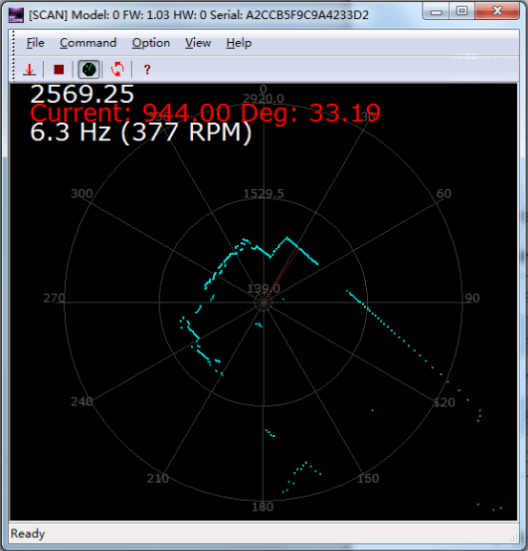 [SCAN] Model: 0 FW: 1.03 HW: 0 Serial: A2CCB5F9C9A4233D2
File Command Option View Help
?
2569.25
0
2920.0
Current: 944.00 Deg: 33.19
330 30
6.3 Hz (377 RPM)
300 1529.5 60
270 139.0 90
240 120
210 150
180
Ready